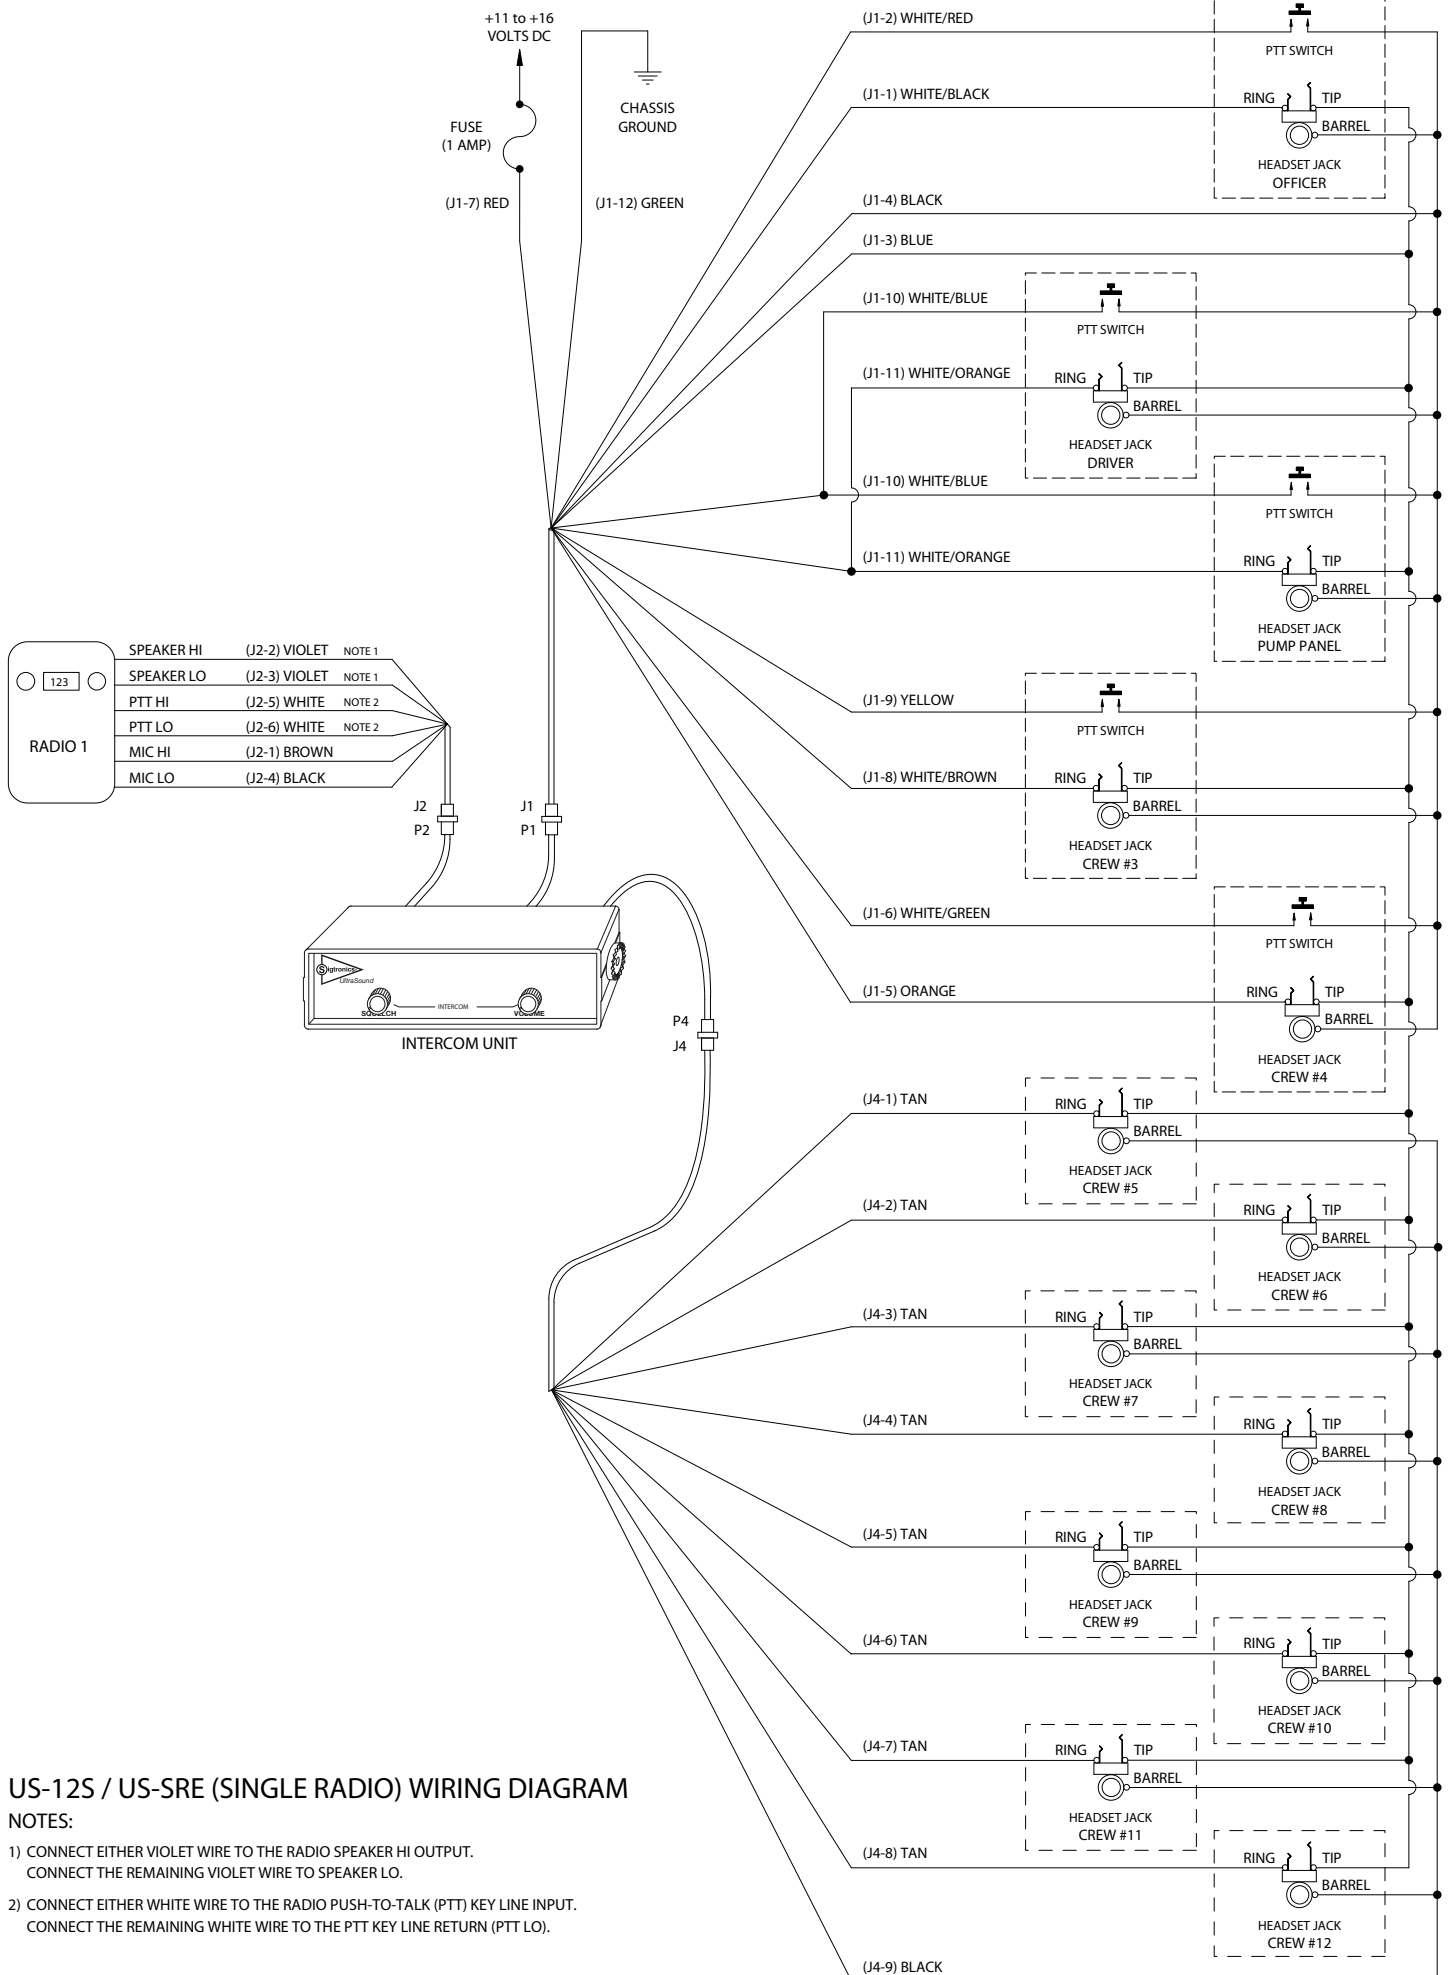 +11 to +16
VOLTS DC
FUSE
(1 AMP)
CHASSIS
GROUND
(J1-7) RED
(J1-12) GREEN
(J1-2) WHITE/RED
PTT SWITCH
(J1-1) WHITE/BLACK
RING
TIP
BARREL
HEADSET JACK
OFFICER
(J1-4) BLACK
(J1-3) BLUE
(J1-10) WHITE/BLUE
PTT SWITCH
(J1-11) WHITE/ORANGE
RING
TIP
BARREL
HEADSET JACK
DRIVER
(J1-10) WHITE/BLUE
PTT SWITCH
(J1-11) WHITE/ORANGE
RING
TIP
BARREL
HEADSET JACK
PUMP PANEL
123
RADIO 1
SPEAKER HI (J2-2) VIOLET NOTE 1
SPEAKER LO (J2-3) VIOLET NOTE 1
PTT HI (J2-5) WHITE NOTE 2
PTT LO (J2-6) WHITE NOTE 2
MIC HI (J2-1) BROWN
MIC LO (J2-4) BLACK
J2
P2
J1
P1
(J1-9) YELLOW
PTT SWITCH
(J1-8) WHITE/BROWN
RING
TIP
BARREL
HEADSET JACK
CREW #3
(J1-6) WHITE/GREEN
PTT SWITCH
(J1-5) ORANGE
RING
TIP
BARREL
HEADSET JACK
CREW #4
Sigtronics
UltraSound
SQUELCH
INTERCOM
VOLUME
INTERCOM UNIT
P4
J4
(J4-1) TAN
RING
TIP
BARREL
HEADSET JACK
CREW #5
(J4-2) TAN
RING
TIP
BARREL
HEADSET JACK
CREW #6
(J4-3) TAN
RING
TIP
BARREL
HEADSET JACK
CREW #7
(J4-4) TAN
RING
TIP
BARREL
HEADSET JACK
CREW #8
(J4-5) TAN
RING
TIP
BARREL
HEADSET JACK
CREW #9
(J4-6) TAN
RING
TIP
BARREL
HEADSET JACK
CREW #10
(J4-7) TAN
RING
TIP
BARREL
HEADSET JACK
CREW #11
(J4-8) TAN
RING
TIP
BARREL
HEADSET JACK
CREW #12
(J4-9) BLACK
US-12S / US-SRE (SINGLE RADIO) WIRING DIAGRAM
NOTES:
1) CONNECT EITHER VIOLET WIRE TO THE RADIO SPEAKER HI OUTPUT.
CONNECT THE REMAINING VIOLET WIRE TO SPEAKER LO.
2) CONNECT EITHER WHITE WIRE TO THE RADIO PUSH-TO-TALK (PTT) KEY LINE INPUT.
CONNECT THE REMAINING WHITE WIRE TO THE PTT KEY LINE RETURN (PTT LO).